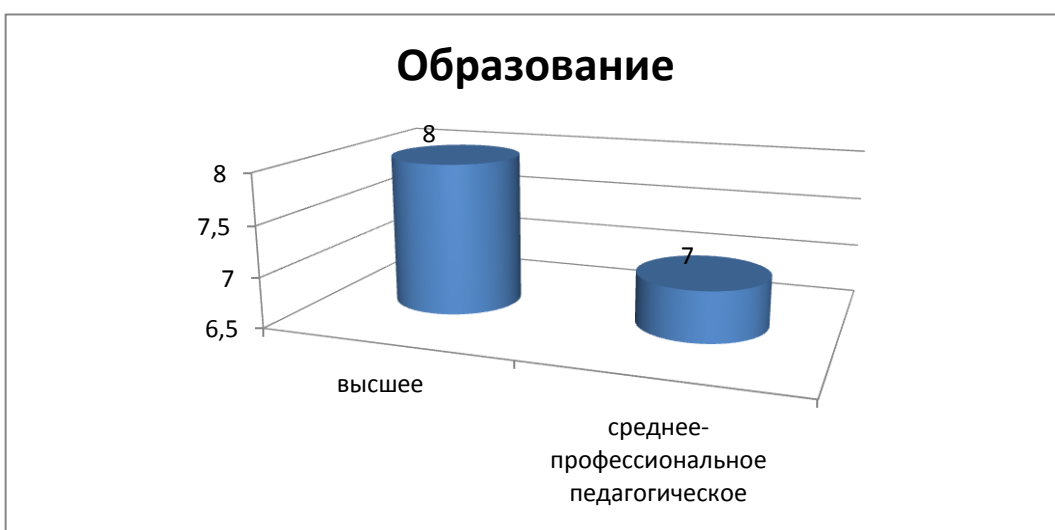 Образование
8
8
7,5
7
7
6,5
высшее
среднее-
профессиональное
педагогическое